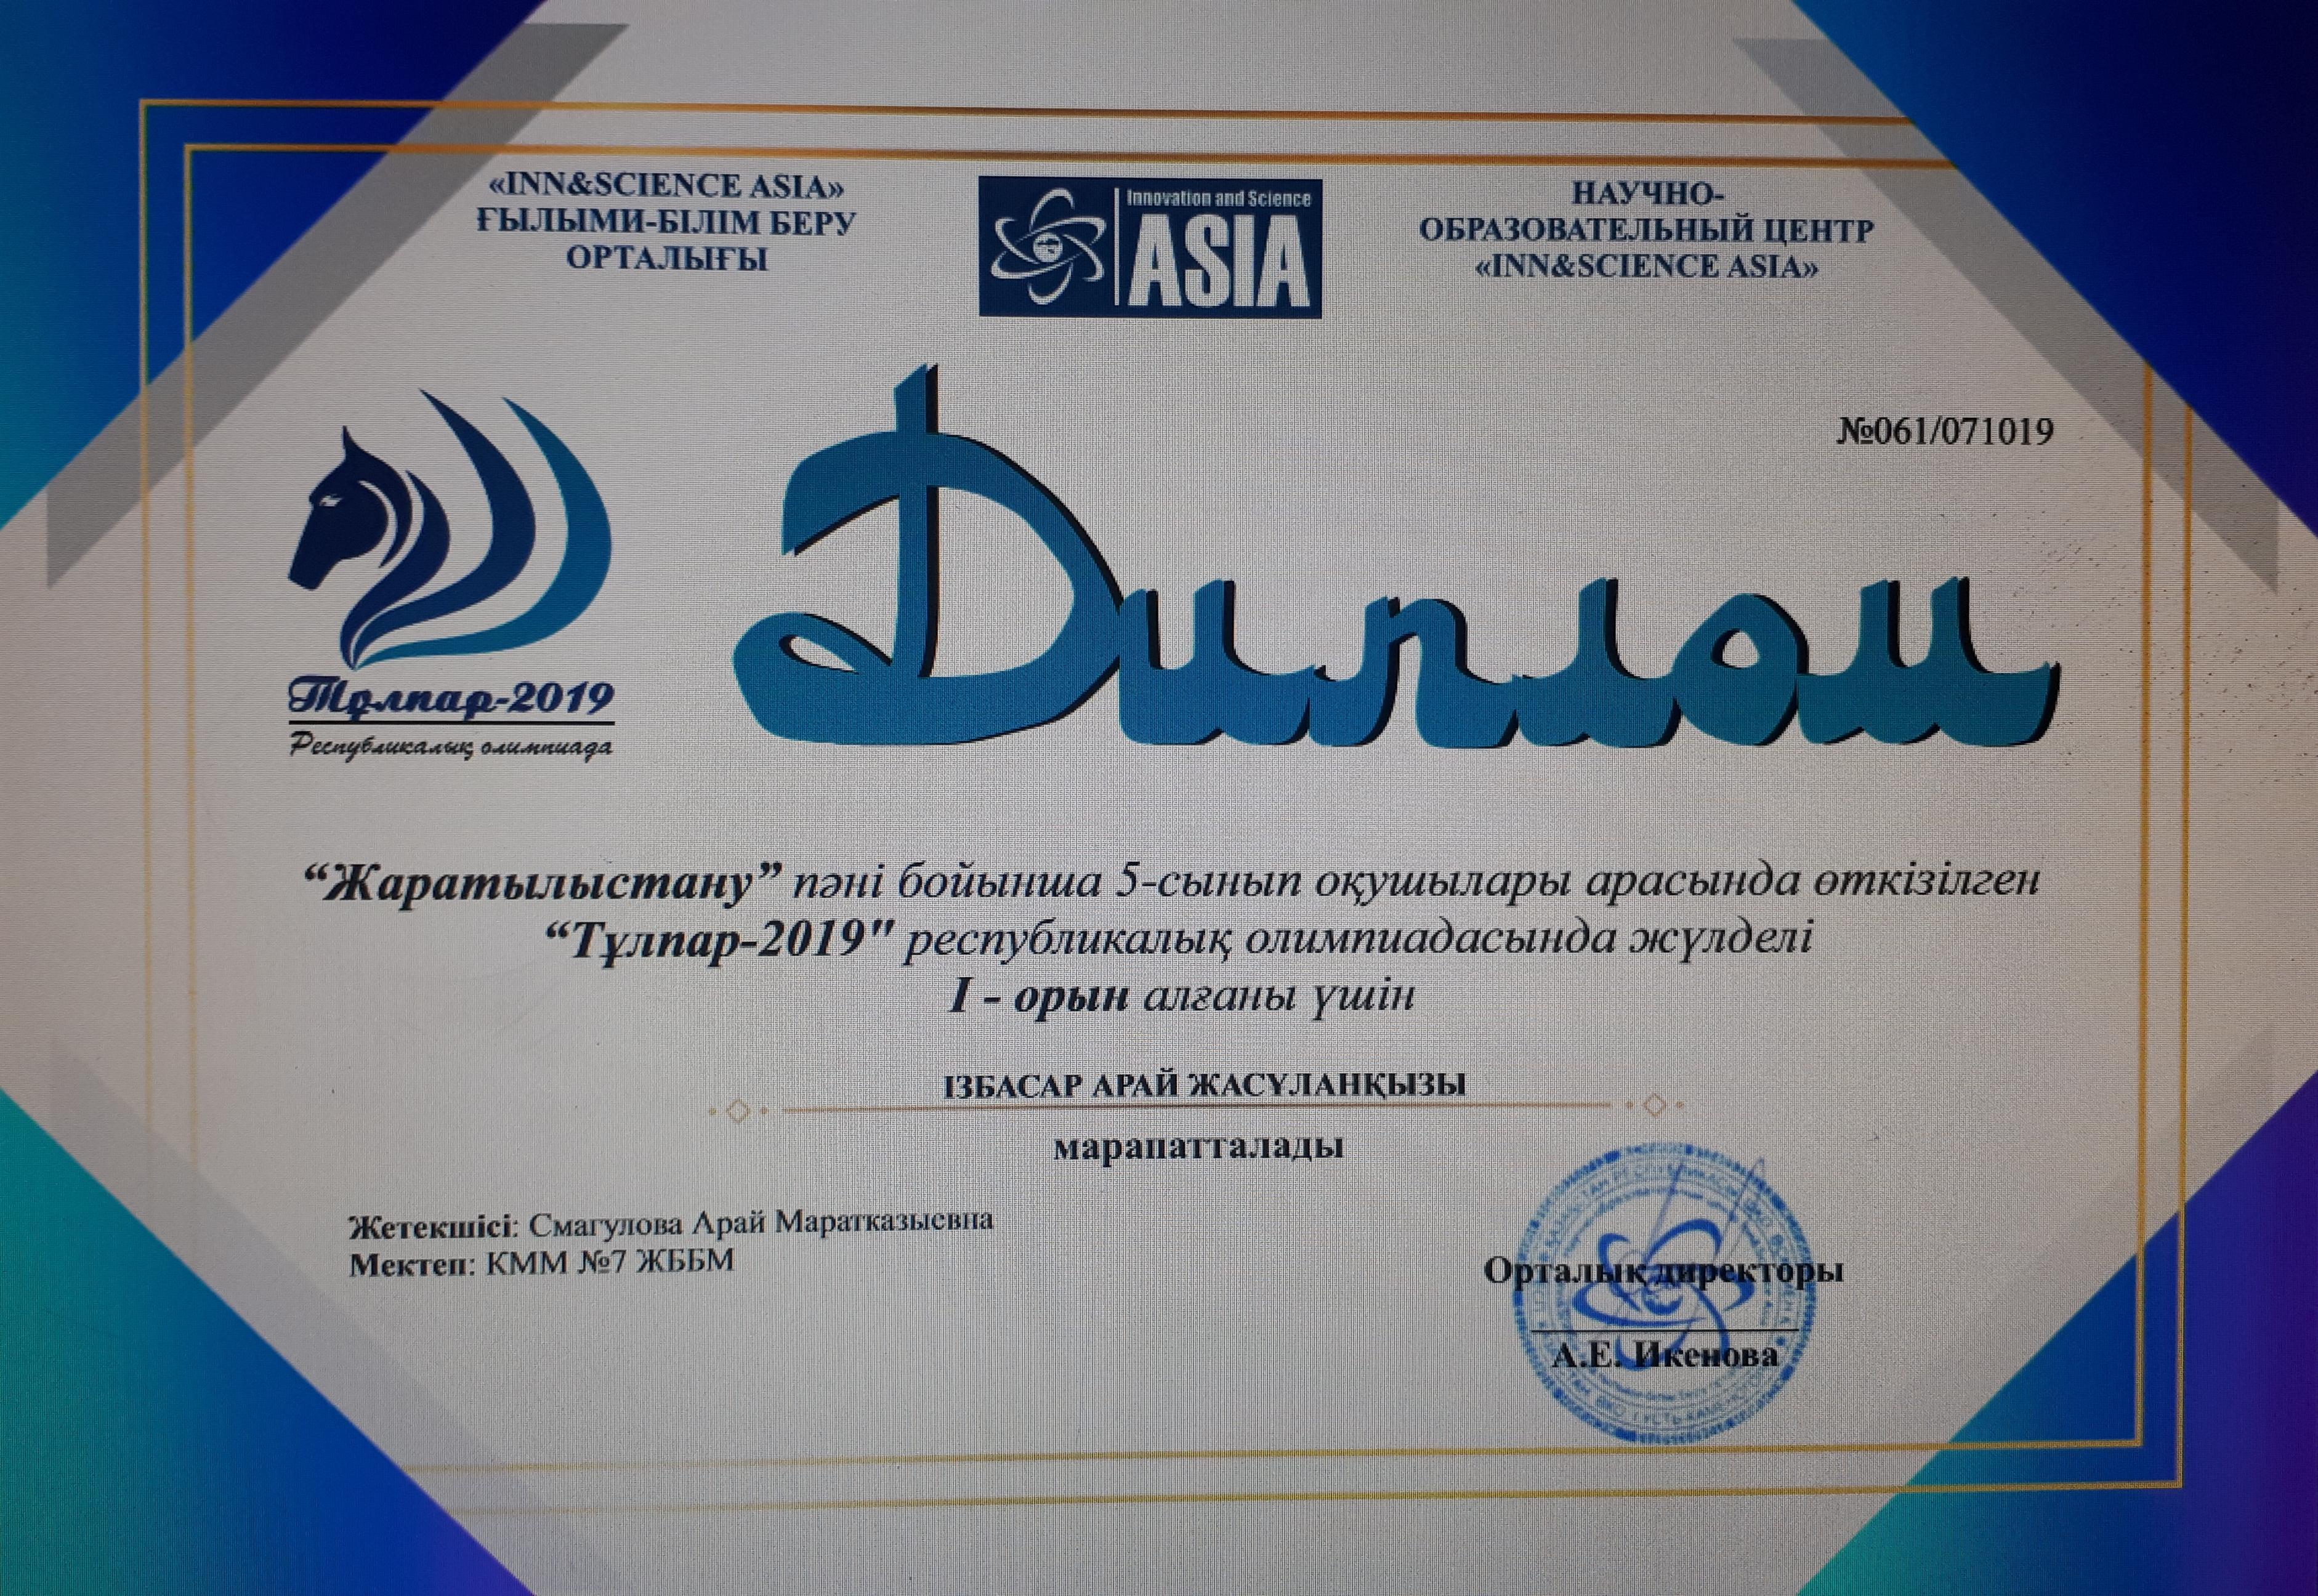 «INN&SCIENCE ASIA»
ҒЫЛЫМИ-БІЛІМ БЕРУ
ОРТАЛЫҒЫ
Innovation and Science
ASIA
НАУЧНО-
ОБРАЗОВАТЕЛЬНЫЙ ЦЕНТР
«INN&SCIENCE ASIA»
№061/071019
Тұлпар-2019
Республикалық олимпиада
Диплом
“Жаратылыстану” пәні бойынша 5-сынып оқушылары арасында өткізілген
“Тұлпар-2019" республикалық олимпиадасында жүлделі
I - орын алғаны үшін
ІЗБАСАР АРАЙ ЖАСҰЛАНҚЫЗЫ
марапатталады
Жетекшісі: Смагулова Арай Маратказыевна
Мектеп: КММ №7 ЖББМ
Орталық директоры
А.Е. Икенова